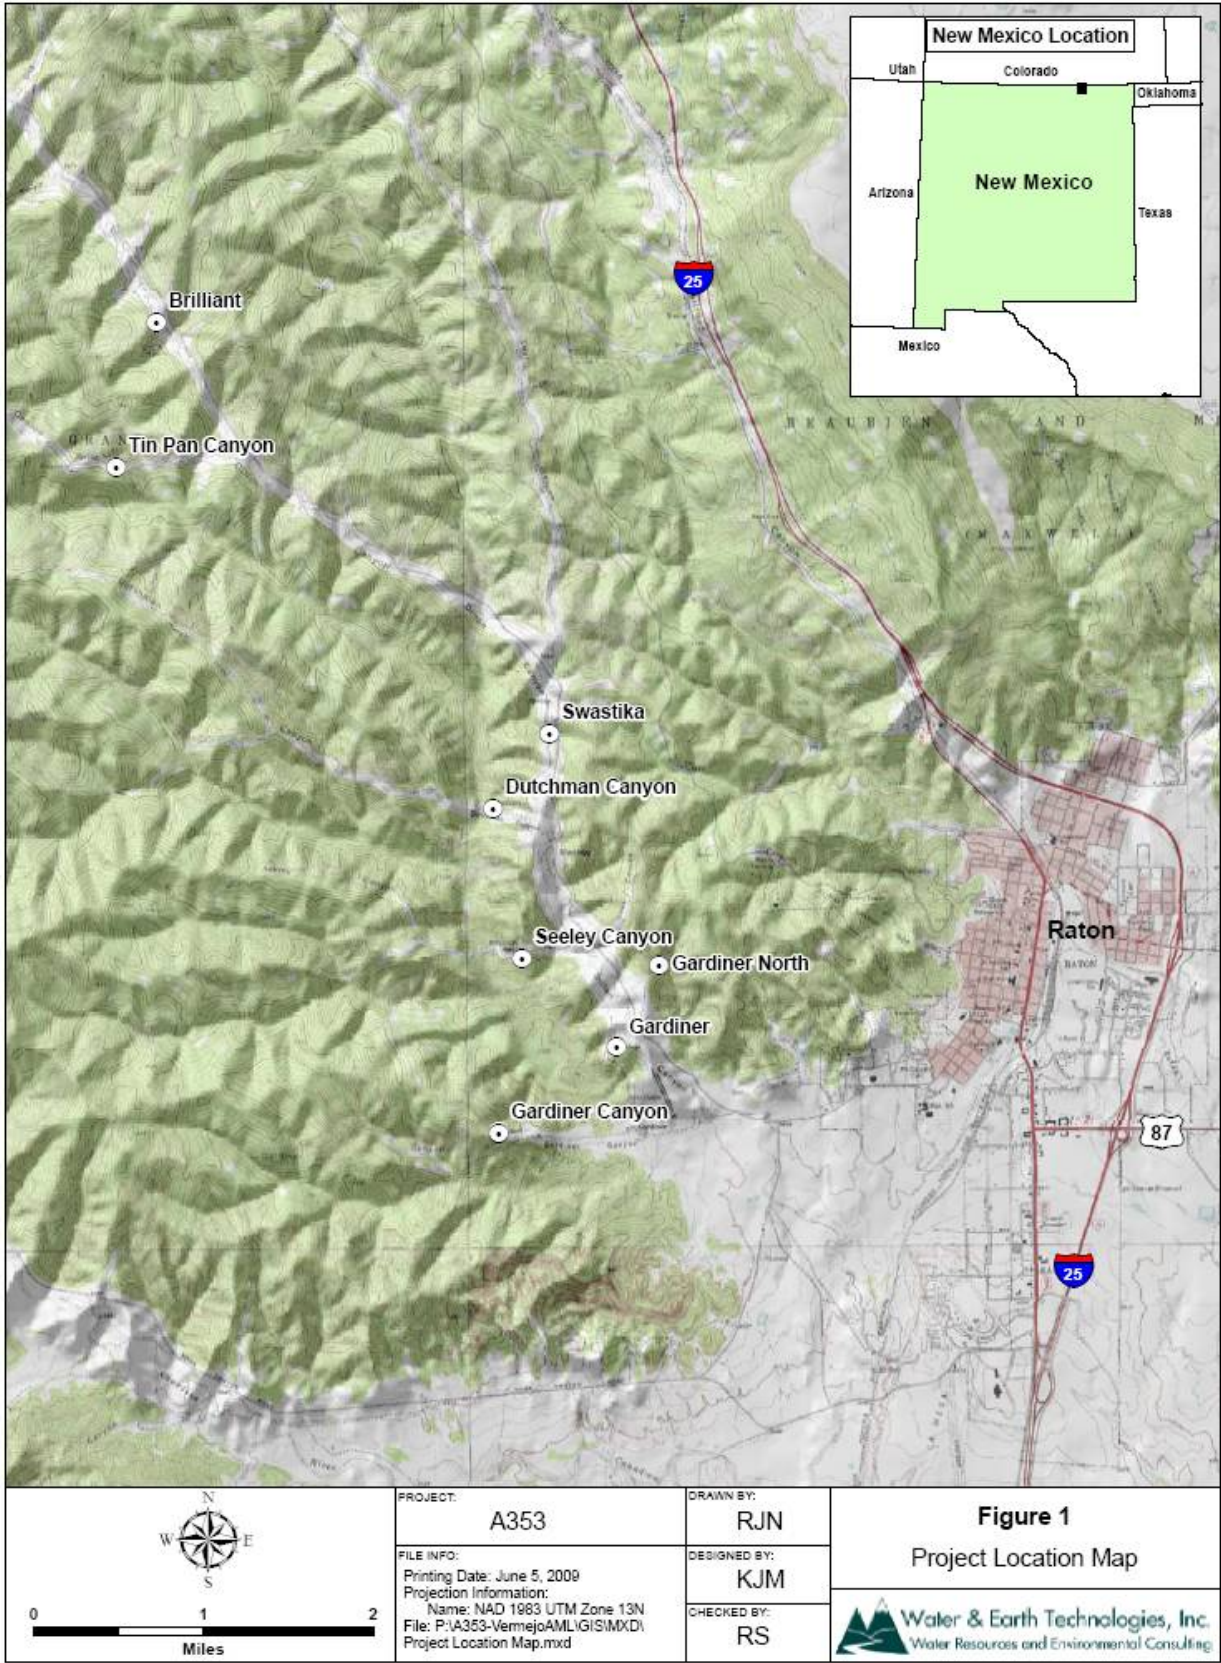 New Mexico Location
Utah
Colorado
Oklahoma
New Mexico
Arizona
Texas
Mexico
25
Brilliant
GRAN
Tin Pan Canyon
BEAUBIEN AND M
MAXWELL
Swastika
Dutchman Canyon
Raton
RATON
Seeley Canyon
Gardiner North
Gardiner
Gardiner Canyon
87
25
N
W E
S
0 1 2
Miles
PROJECT:
A353
FILE INFO:
Printing Date: June 5, 2009
Projection Information:
Name: NAD 1983 UTM Zone 13N
File: P:\A353-VermejoAML\GIS\MXD\
Project Location Map.mxd
DRAWN BY:
RJN
DESIGNED BY:
KJM
CHECKED BY:
RS
Figure 1
Project Location Map
Water & Earth Technologies, Inc.
Water Resources and Environmental Consulting